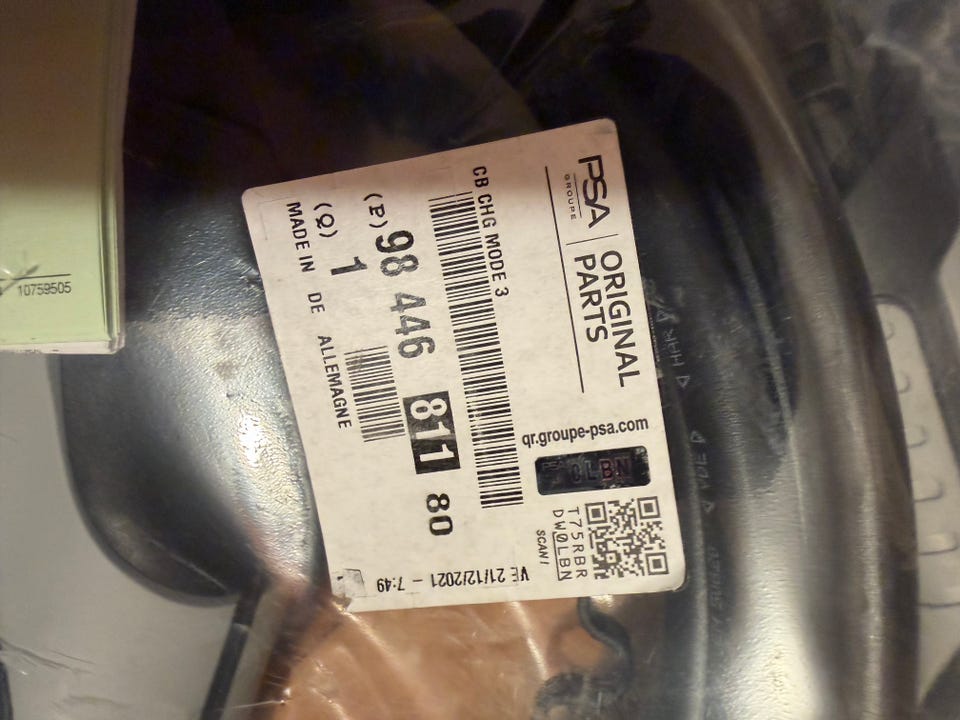 PSA
GROUPE
ORIGINAL
PARTS
qr.groupe-psa.com
CLBN
T75RBR
DW0LBN
SCAN!
CB CHG MODE 3
(P) 98 446 811 80
(Q) 1
MADE IN DE ALLEMAGNE
VE 21/12/2021 - 7:49
10759505